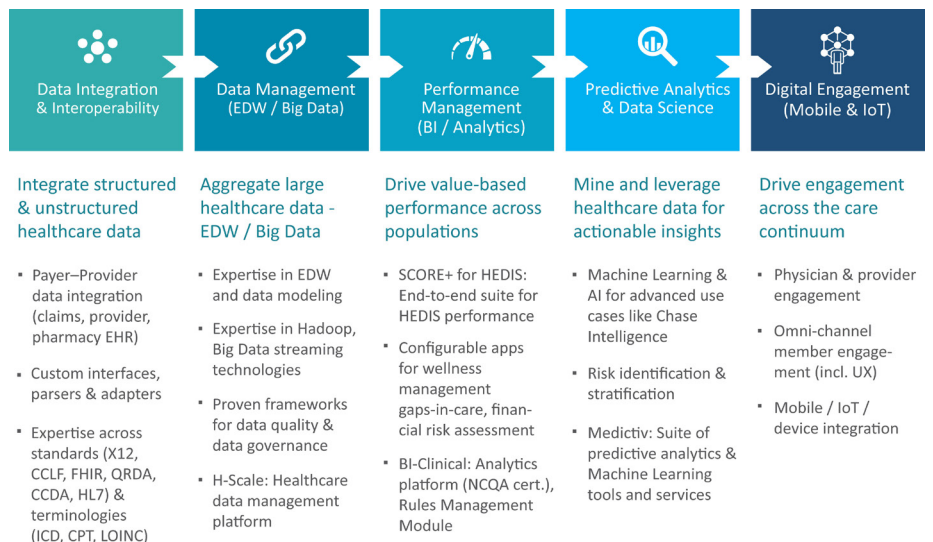 Data Integration
& Interoperability
Data Management
(EDW / Big Data)
Performance
Management
(BI / Analytics)
Predictive Analytics
& Data Science
Digital Engagement
(Mobile & IoT)
Integrate structured
& unstructured
healthcare data
▪ Payer–Provider
data integration
(claims, provider,
pharmacy EHR)
▪ Custom interfaces,
parsers & adapters
▪ Expertise across
standards (X12,
CCLF, FHIR, QRDA,
CCDA, HL7) &
terminologies
(ICD, CPT, LOINC)
Aggregate large
healthcare data -
EDW / Big Data
▪ Expertise in EDW
and data modeling
▪ Expertise in Hadoop,
Big Data streaming
technologies
▪ Proven frameworks
for data quality &
data governance
▪ H-Scale: Healthcare
data management
platform
Drive value-based
performance across
populations
▪ SCORE+ for HEDIS:
End-to-end suite for
HEDIS performance
▪ Configurable apps
for wellness
management
gaps-in-care, finan-
cial risk assessment
▪ BI-Clinical: Analytics
platform (NCQA cert.),
Rules Management
Module
Mine and leverage
healthcare data for
actionable insights
▪ Machine Learning &
AI for advanced use
cases like Chase
Intelligence
▪ Risk identification &
stratification
▪ Medictiv: Suite of
predictive analytics &
Machine Learning
tools and services
Drive engagement
across the care
continuum
▪ Physician & provider
engagement
▪ Omni-channel
member engage-
ment (incl. UX)
▪ Mobile / IoT /
device integration